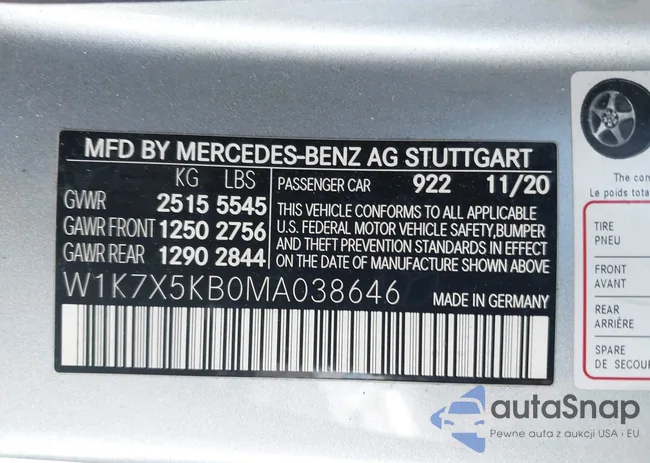 MFD BY MERCEDES-BENZ AG STUTTGART
KG LBS
GVWR 2515 5545
GAWR FRONT 1250 2756
GAWR REAR 1290 2844
PASSENGER CAR 922 11/20
THIS VEHICLE CONFORMS TO ALL APPLICABLE
U.S. FEDERAL MOTOR VEHICLE SAFETY,BUMPER
AND THEFT PREVENTION STANDARDS IN EFFECT
ON THE DATE OF MANUFACTURE SHOWN ABOVE
W1K7X5KB0MA038646 MADE IN GERMANY
The con
Le poids tota
TIRE
PNEU
FRONT
AVANT
REAR
ARRIÈRE
SPARE
DE SECOUR
autaSnap
Pewne auta z aukcji USA i EU